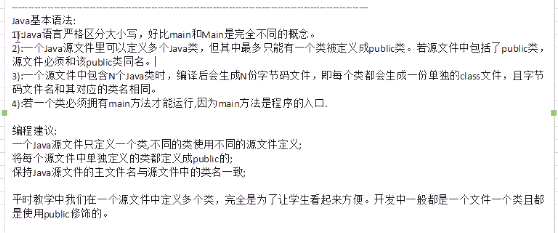 Java基本语法:
1):Java语言严格区分大小写，好比main和Main是完全不同的概念。
2):一个Java源文件里可以定义多个Java类，但其中最多只能有一个类被定义成public类。若源文件中包括了public类，
源文件必须和该public类同名。
3):一个源文件中包含N个Java类时，编译后会生成N份字节码文件，即每个类都会生成一份单独的class文件，且字
节码文件名和其对应的类名相同。
4):若一个类必须拥有main方法才能运行,因为main方法是程序的入口.
编程建议:
一个Java源文件只定义一个类,不同的类使用不同的源文件定义;
将每个源文件中单独定义的类都定义成public的;
保持Java源文件的主文件名与源文件中的类名一致;
平时教学中我们在一个源文件中定义多个类，完全是为了让学生看起来方便。开发中一般都是一个文件一个类且都
是使用public修饰的。